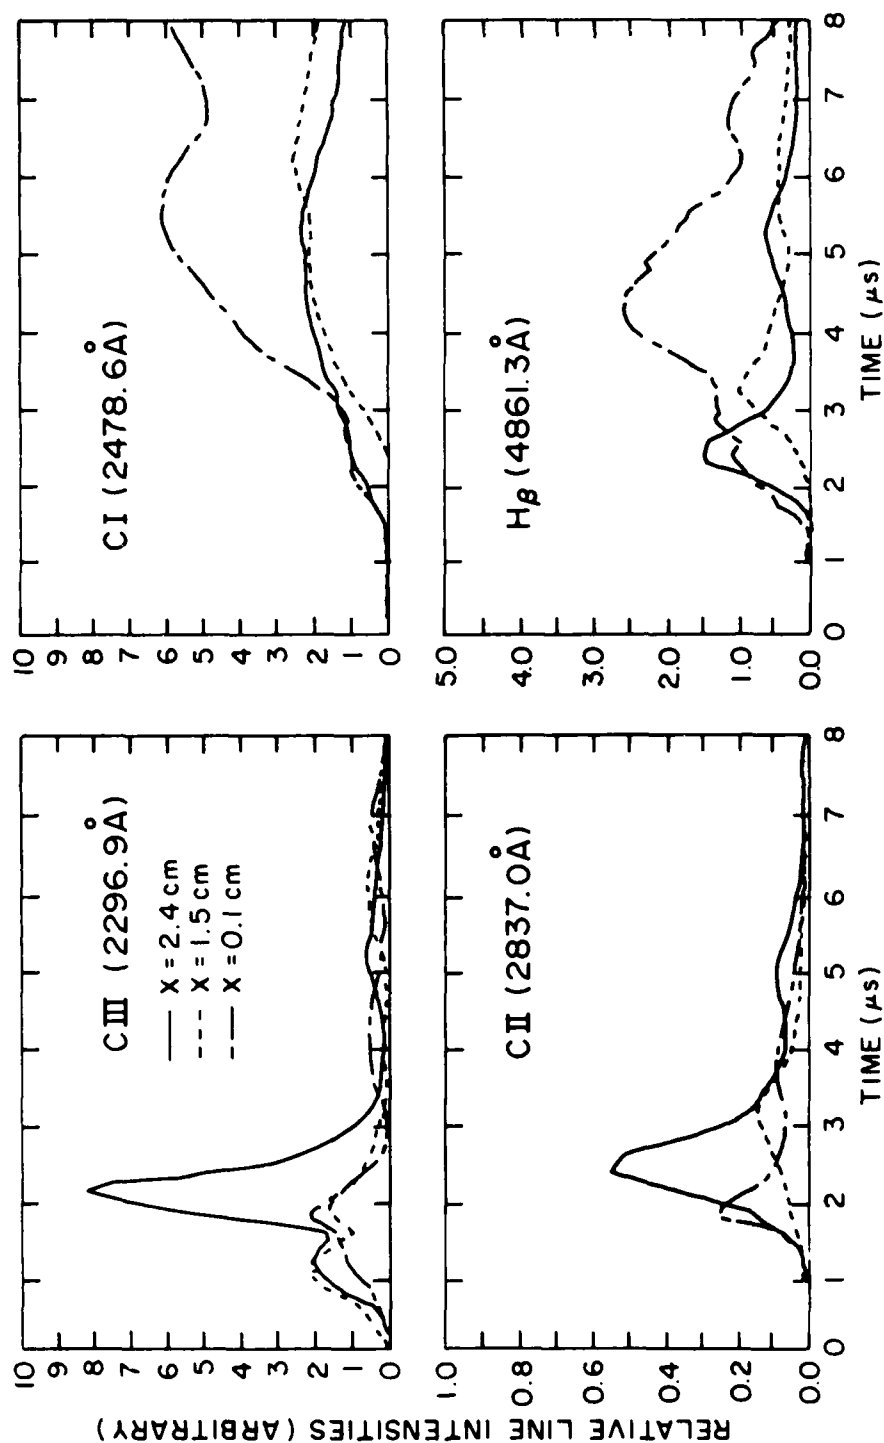 RELATIVE LINE INTENSITIES (ARBITRARY)
CIII (2296.9Å)
X = 2.4 cm
X = 1.5 cm
X = 0.1 cm
10
9
8
7
6
5
4
3
2
1
0
CI (2478.6Å)
10
9
8
7
6
5
4
3
2
1
0
CII (2837.0Å)
1.0
0.8
0.6
0.4
0.2
0.0
0 1 2 3 4 5 6 7 8
TIME (μs)
Hβ (4861.3Å)
5.0
4.0
3.0
2.0
1.0
0.0
0 1 2 3 4 5 6 7 8
TIME (μs)